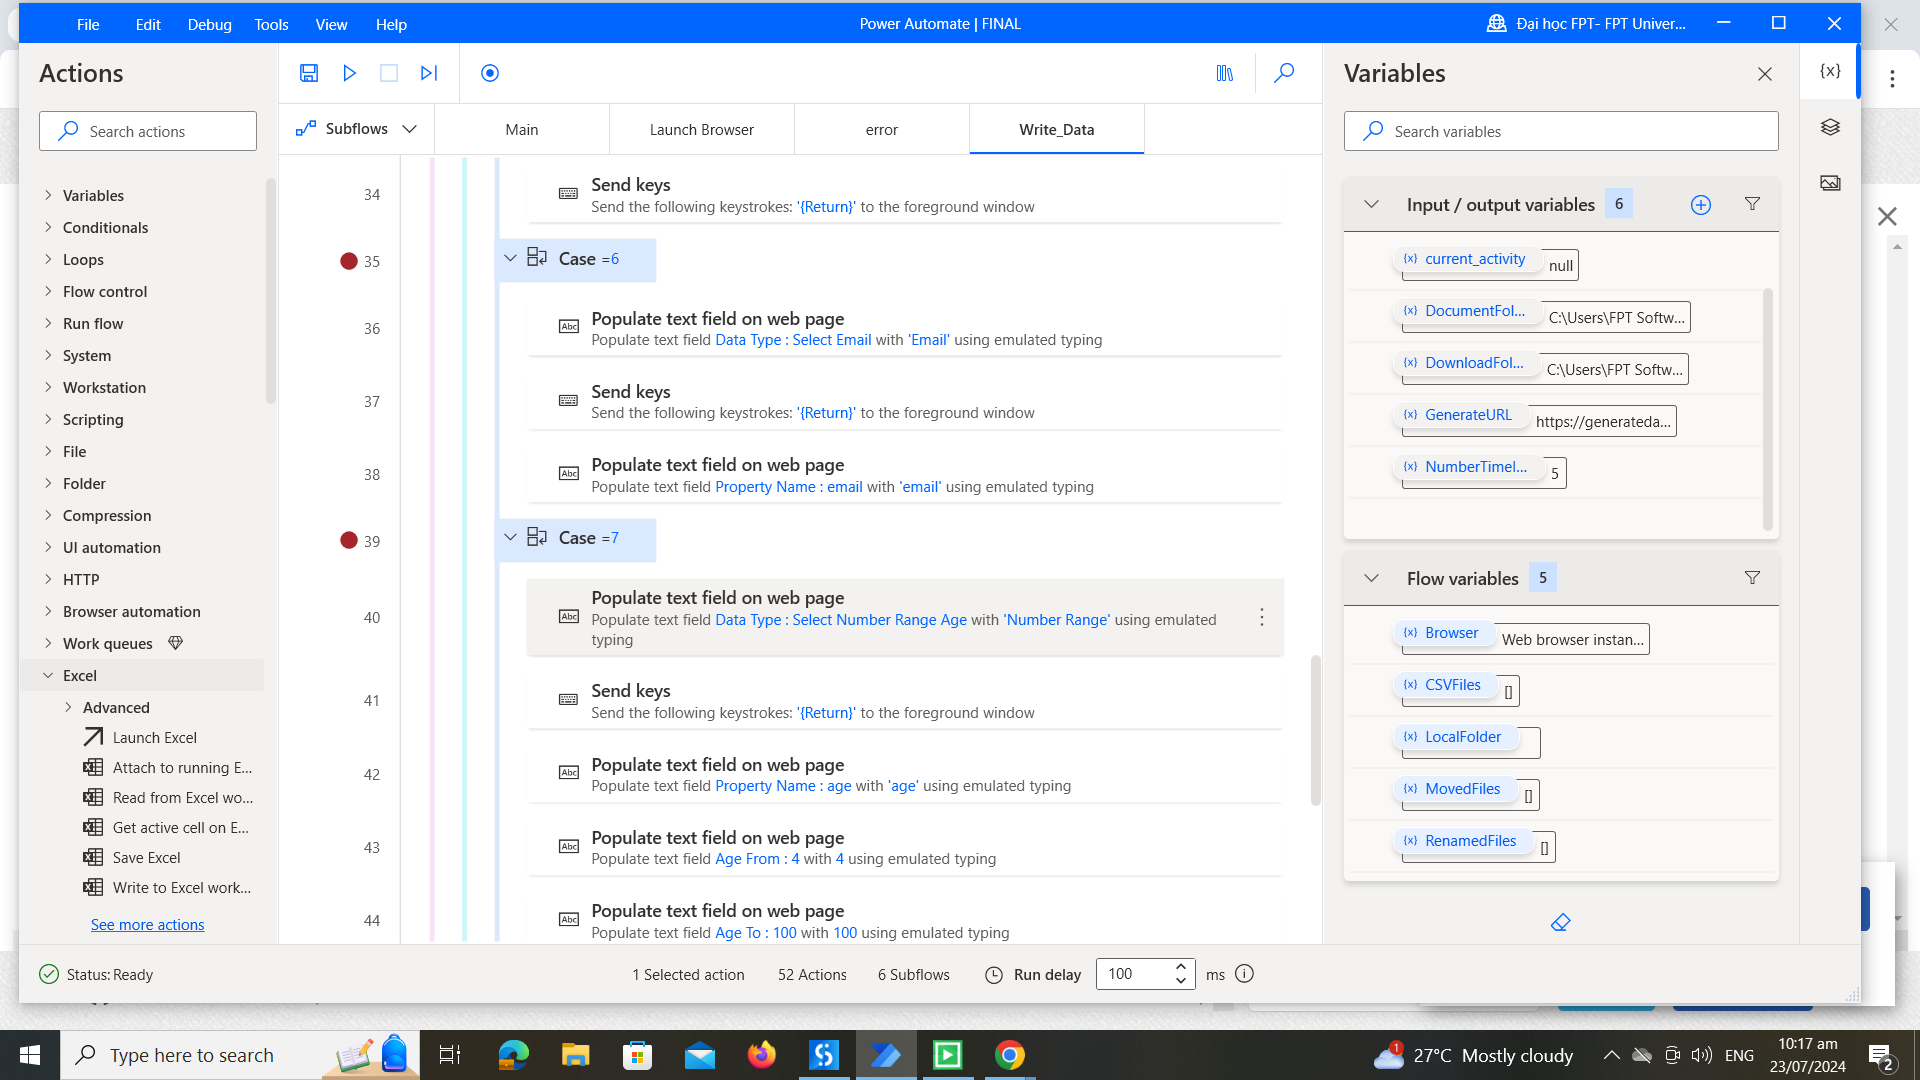 File Edit Debug Tools View Help
Power Automate | FINAL
Đại học FPT- FPT Univer...
Actions
Search actions
Variables
Conditionals
Loops
Flow control
Run flow
System
Workstation
Scripting
File
Folder
Compression
UI automation
HTTP
Browser automation
Work queues
Excel
Advanced
Launch Excel
Attach to running E...
Read from Excel wo...
Get active cell on E...
Save Excel
Write to Excel work...
See more actions
Subflows
Main
Launch Browser
error
Write_Data
34
Send keys
Send the following keystrokes: '{Return}' to the foreground window
35
Case =6
36
Abc
Populate text field on web page
Populate text field Data Type : Select Email with 'Email' using emulated typing
37
Send keys
Send the following keystrokes: '{Return}' to the foreground window
38
Abc
Populate text field on web page
Populate text field Property Name : email with 'email' using emulated typing
39
Case =7
40
Abc
Populate text field on web page
Populate text field Data Type : Select Number Range Age with 'Number Range' using emulated
typing
41
Send keys
Send the following keystrokes: '{Return}' to the foreground window
42
Abc
Populate text field on web page
Populate text field Property Name : age with 'age' using emulated typing
43
Abc
Populate text field on web page
Populate text field Age From : 4 with 4 using emulated typing
44
Abc
Populate text field on web page
Populate text field Age To : 100 with 100 using emulated typing
Variables
{x}
Search variables
Input / output variables 6
{x} current_activity null
{x} DocumentFol... C:\Users\FPT Softw...
{x} DownloadFol... C:\Users\FPT Softw...
{x} GenerateURL https://generateda...
{x} NumberTimeI... 5
Flow variables 5
{x} Browser Web browser instan...
{x} CSVFiles []
{x} LocalFolder
{x} MovedFiles []
{x} RenamedFiles []
Status: Ready
1 Selected action
52 Actions
6 Subflows
Run delay
100
ms
Type here to search
1
27°C Mostly cloudy
ENG
10:17 am
23/07/2024
2